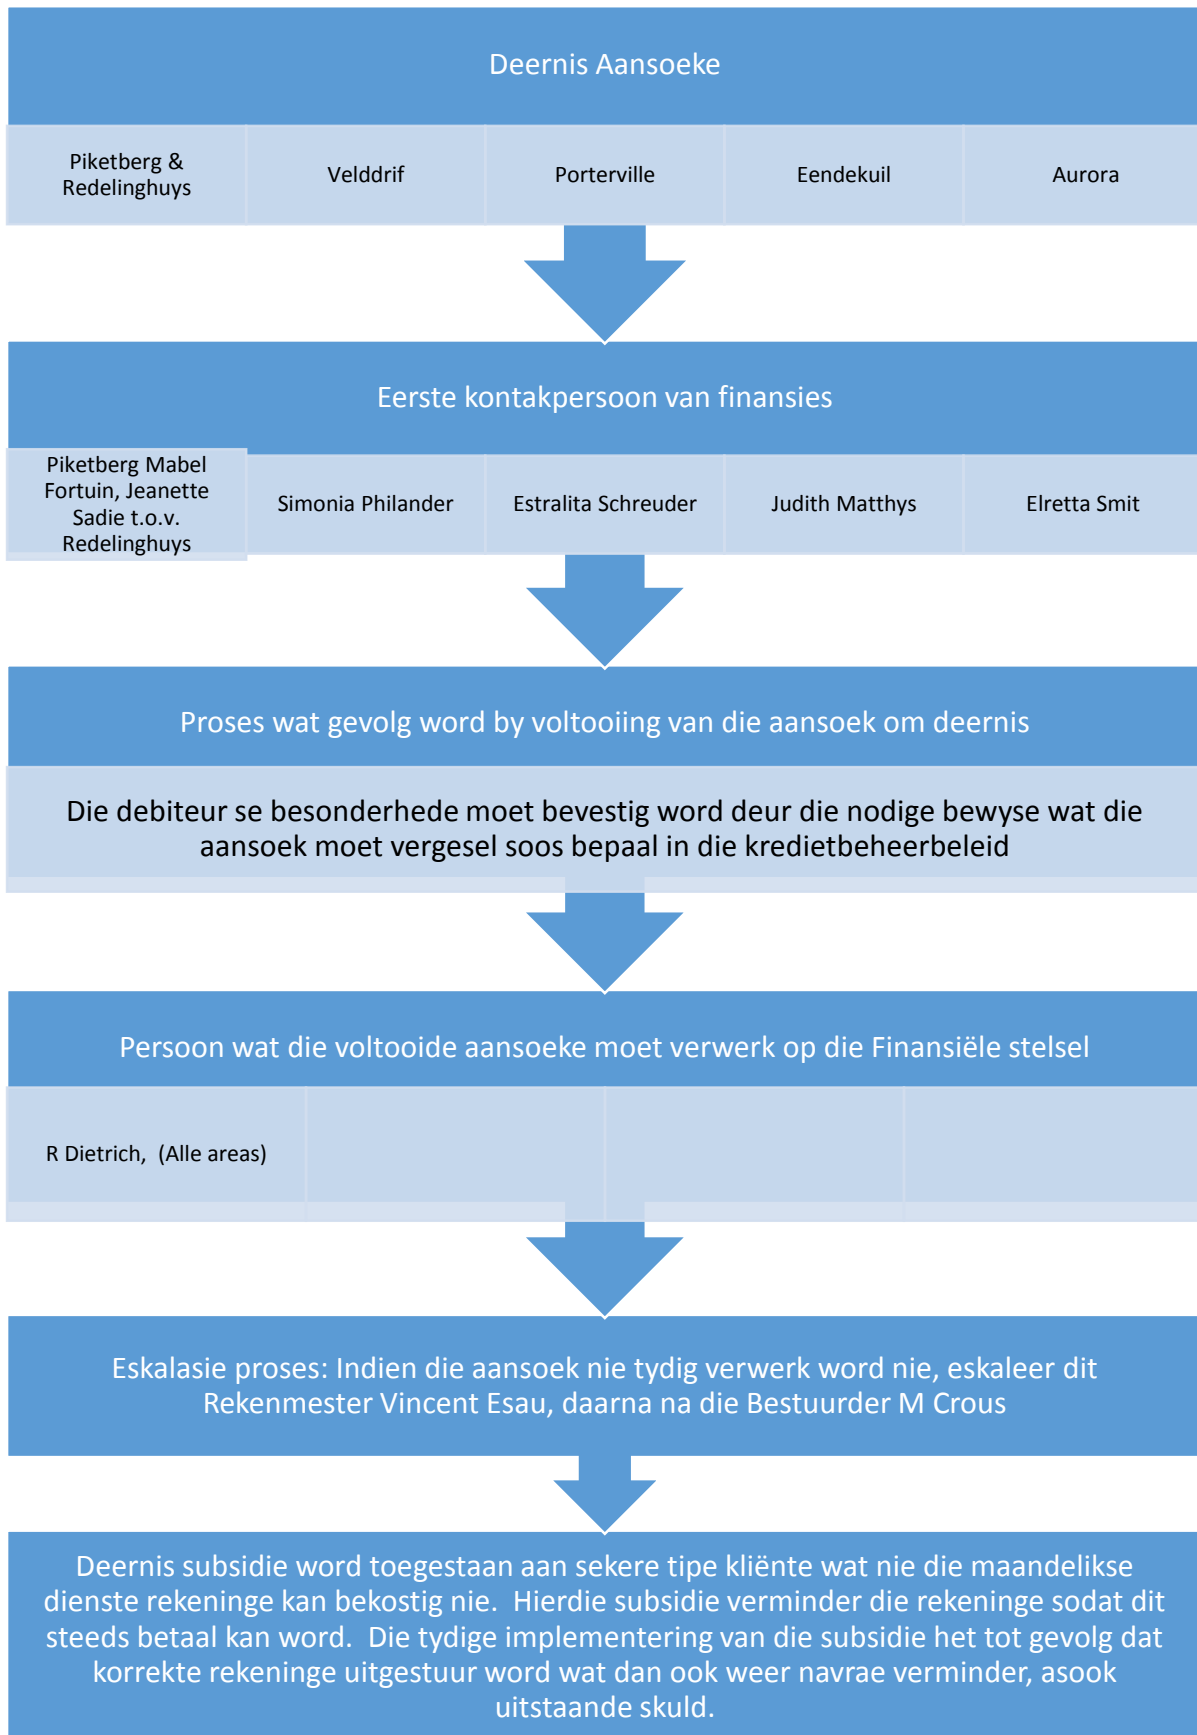 Deernis Aansoeke
Piketberg &
Redelinghuys
Velddrif
Porterville
Eendekuil
Aurora
Eerste kontakpersoon van finansies
Piketberg Mabel
Fortuin, Jeanette
Sadie t.o.v.
Redelinghuys
Simonia Philander
Estralita Schreuder
Judith Matthys
Elretta Smit
Proses wat gevolg word by voltooiing van die aansoek om deernis
Die debiteur se besonderhede moet bevestig word deur die nodige bewyse wat die
aansoek moet vergesel soos bepaal in die kredietbeheerbeleid
Persoon wat die voltooide aansoeke moet verwerk op die Finansiële stelsel
R Dietrich, (Alle areas)
Eskalasie proses: Indien die aansoek nie tydig verwerk word nie, eskaleer dit
Rekenmester Vincent Esau, daarna na die Bestuurder M Crous
Deernis subsidie word toegestaan aan sekere tipe kliënte wat nie die maandelikse
dienste rekeninge kan bekostig nie. Hierdie subsidie verminder die rekeninge sodat dit
steeds betaal kan word. Die tydige implementering van die subsidie het tot gevolg dat
korrekte rekeninge uitgestuur word wat dan ook weer navrae verminder, asook
uitstaande skuld.